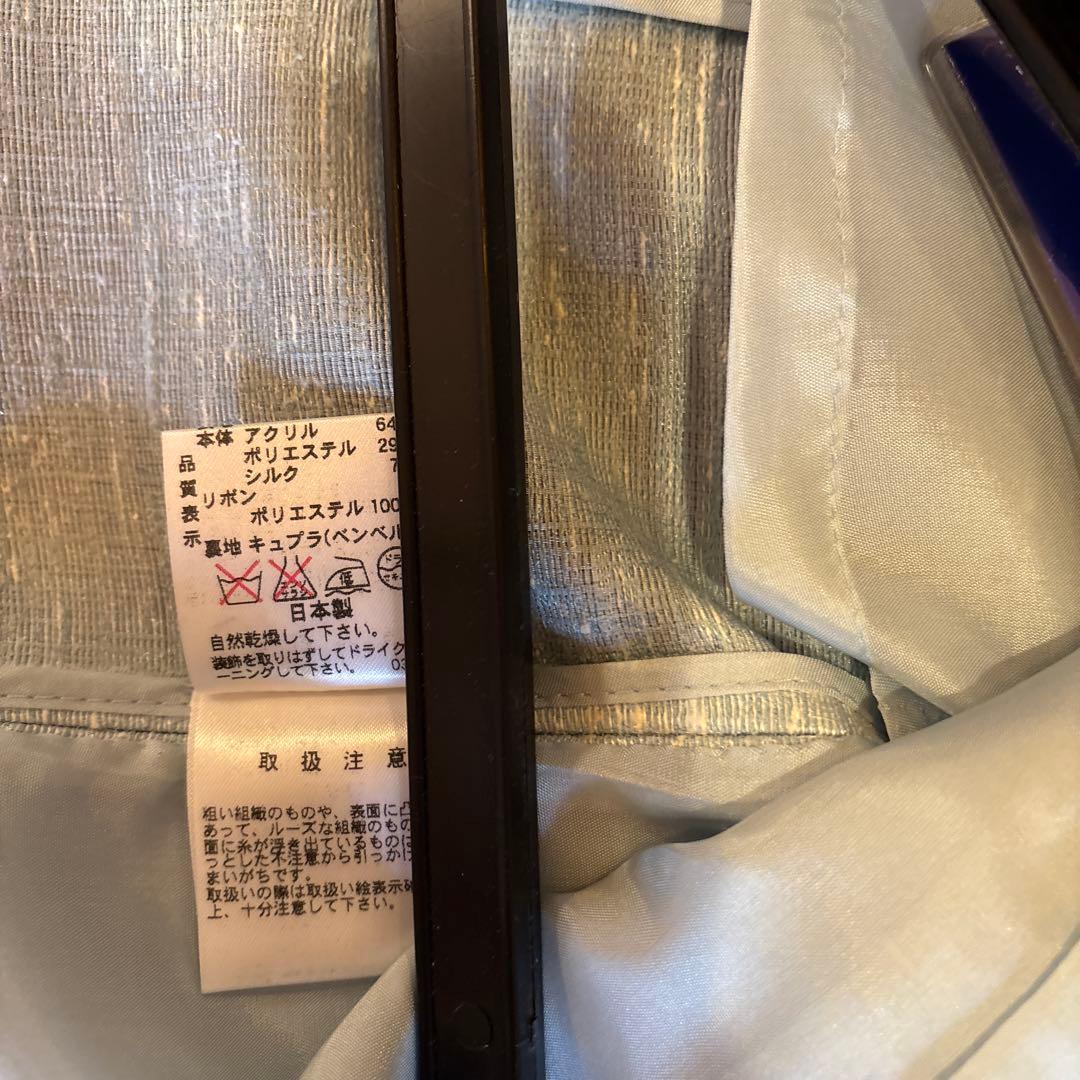 本体 アクリル 64
ポリエステル 29
シルク 7
リボン
ポリエステル 100
裏地 キュプラ(ベンベル
品質表示
低
日本製
自然乾燥して下さい。
装飾を取りはずしてドライク
ーニングして下さい。 03
取扱注意
粗い組織のものや、表面に凸
あって、ルーズな組織のもの
面に糸が浮き出ているものは
っとした不注意から引っかけ
まいがちです。
取扱いの際は取扱い絵表示確
上、十分注意して下さい。